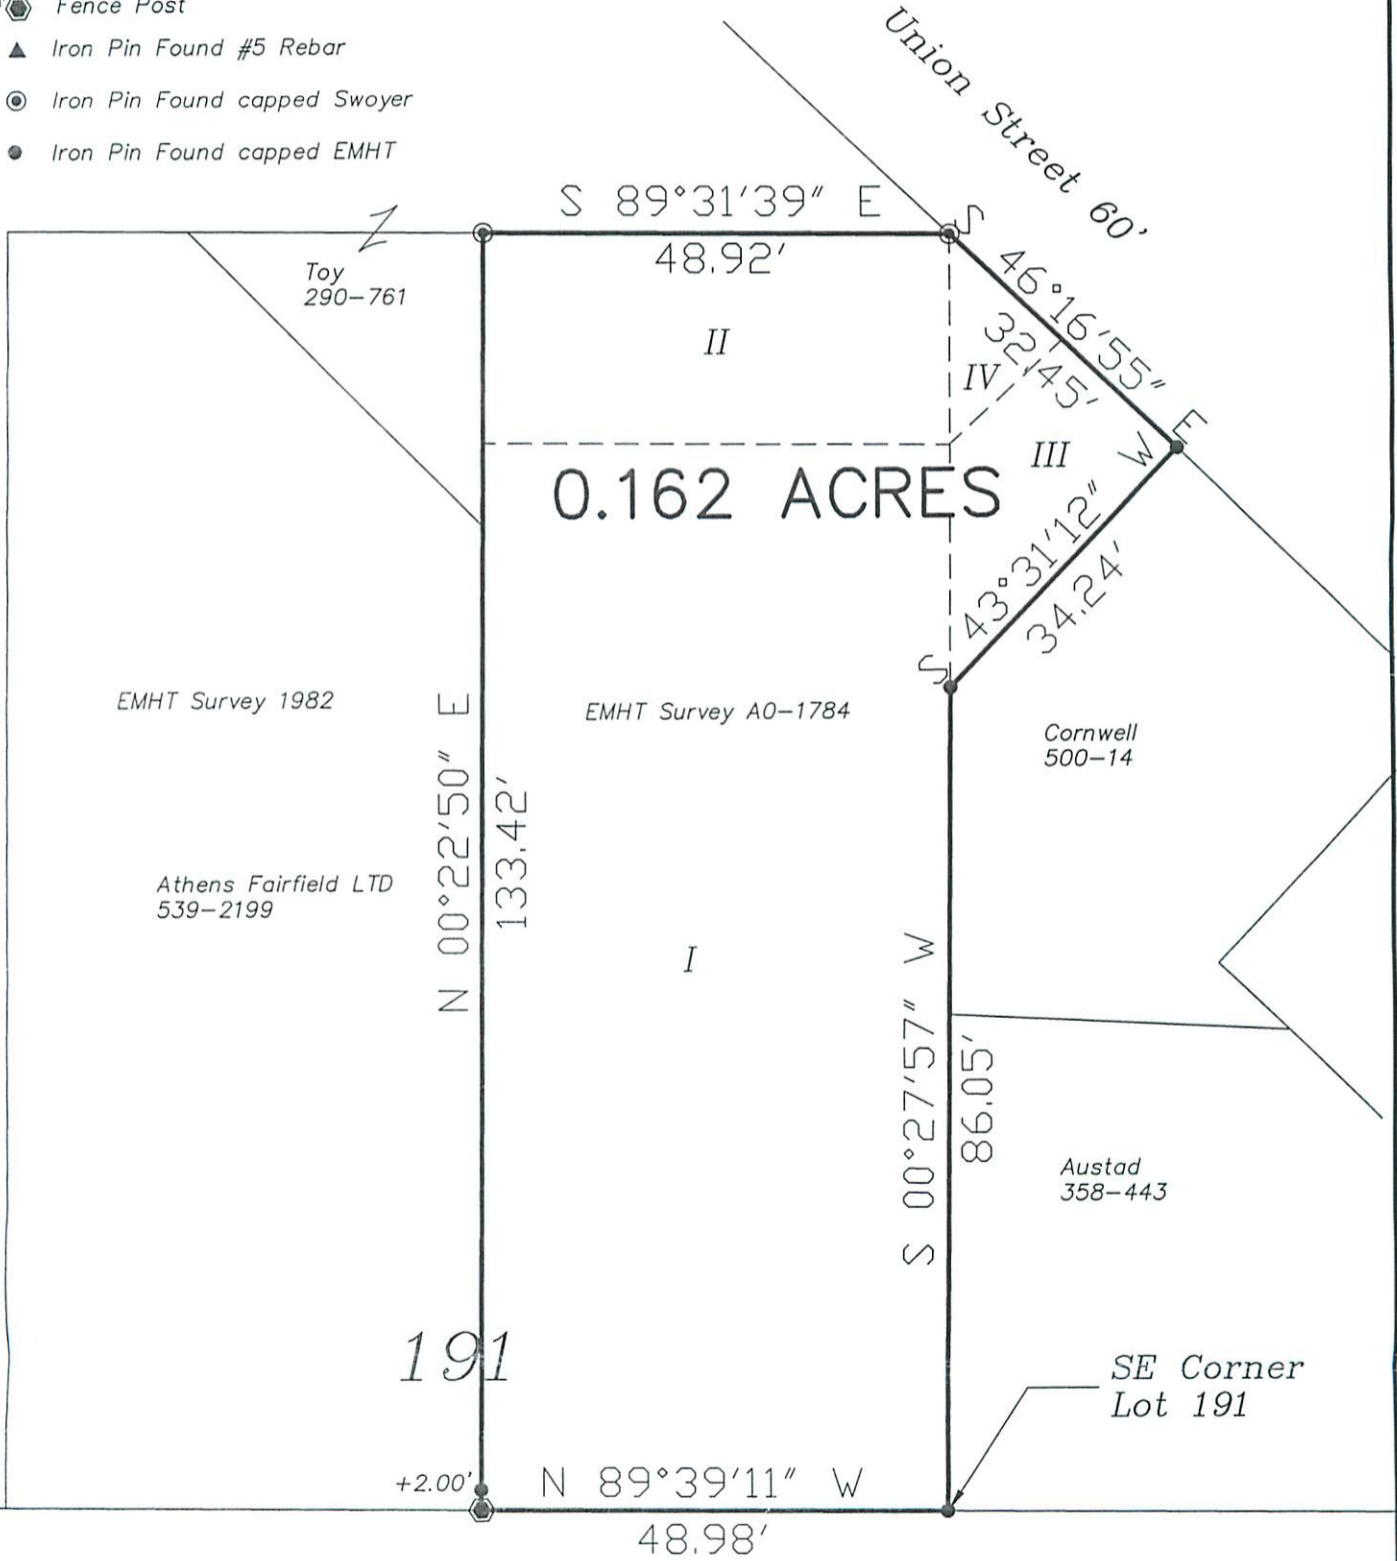 Fence Post
Iron Pin Found #5 Rebar
Iron Pin Found capped Swoyer
Iron Pin Found capped EMHT
Union Street 60'
S 89°31'39" E
48.92'
S 46°16'55" E
32.45'
Toy
290-761
II
IV
III
0.162 ACRES
S 43°31'12" W
34.24'
EMHT Survey 1982
EMHT Survey AO-1784
Cornwell
500-14
N 00°22'50" E
133.42'
Athens Fairfield LTD
539-2199
I
S 00°27'57" W
86.05'
Austad
358-443
191
SE Corner
Lot 191
+2.00'
N 89°39'11" W
48.98'